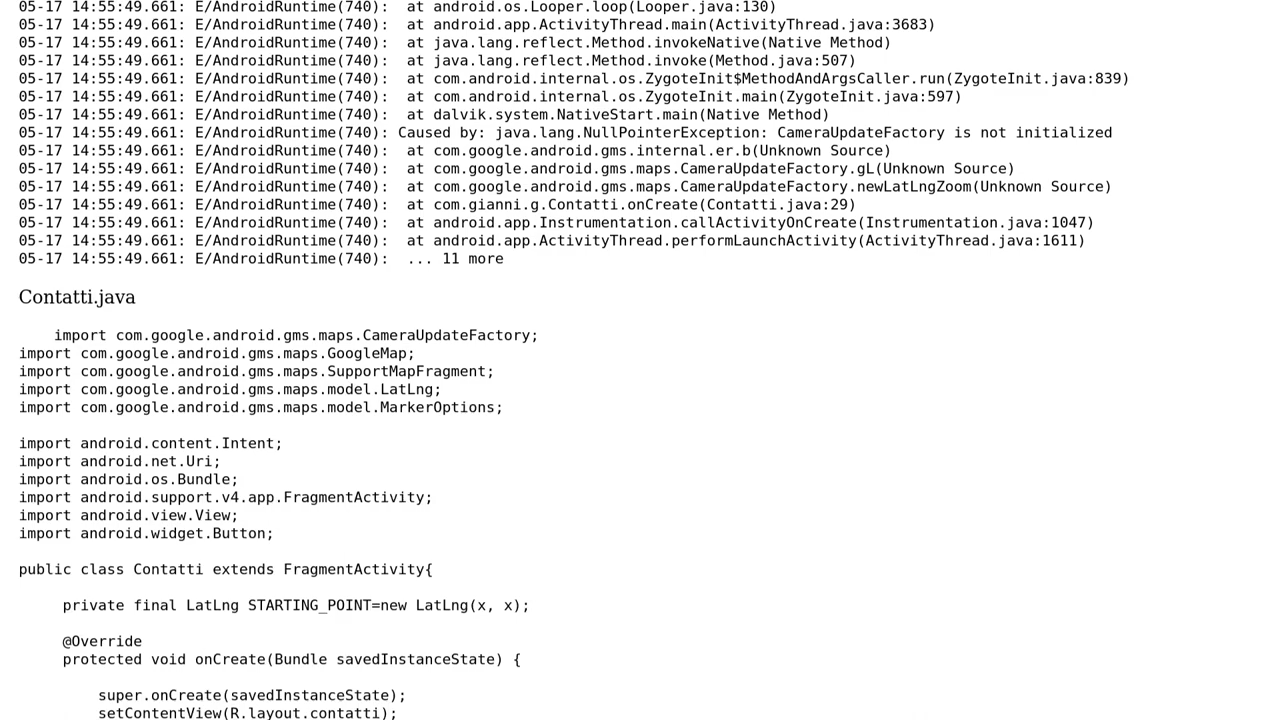 05-17 14:55:49.661: E/AndroidRuntime(740):  at android.os.Looper.loop(Looper.java:130)
05-17 14:55:49.661: E/AndroidRuntime(740):  at android.app.ActivityThread.main(ActivityThread.java:3683)
05-17 14:55:49.661: E/AndroidRuntime(740):  at java.lang.reflect.Method.invokeNative(Native Method)
05-17 14:55:49.661: E/AndroidRuntime(740):  at java.lang.reflect.Method.invoke(Method.java:507)
05-17 14:55:49.661: E/AndroidRuntime(740):  at com.android.internal.os.ZygoteInit$MethodAndArgsCaller.run(ZygoteInit.java:839)
05-17 14:55:49.661: E/AndroidRuntime(740):  at com.android.internal.os.ZygoteInit.main(ZygoteInit.java:597)
05-17 14:55:49.661: E/AndroidRuntime(740):  at dalvik.system.NativeStart.main(Native Method)
05-17 14:55:49.661: E/AndroidRuntime(740): Caused by: java.lang.NullPointerException: CameraUpdateFactory is not initialized
05-17 14:55:49.661: E/AndroidRuntime(740):  at com.google.android.gms.internal.er.b(Unknown Source)
05-17 14:55:49.661: E/AndroidRuntime(740):  at com.google.android.gms.maps.CameraUpdateFactory.gL(Unknown Source)
05-17 14:55:49.661: E/AndroidRuntime(740):  at com.google.android.gms.maps.CameraUpdateFactory.newLatLngZoom(Unknown Source)
05-17 14:55:49.661: E/AndroidRuntime(740):  at com.gianni.g.Contatti.onCreate(Contatti.java:29)
05-17 14:55:49.661: E/AndroidRuntime(740):  at android.app.Instrumentation.callActivityOnCreate(Instrumentation.java:1047)
05-17 14:55:49.661: E/AndroidRuntime(740):  at android.app.ActivityThread.performLaunchActivity(ActivityThread.java:1611)
05-17 14:55:49.661: E/AndroidRuntime(740):  ... 11 more
Contatti.java
    import com.google.android.gms.maps.CameraUpdateFactory;
import com.google.android.gms.maps.GoogleMap;
import com.google.android.gms.maps.SupportMapFragment;
import com.google.android.gms.maps.model.LatLng;
import com.google.android.gms.maps.model.MarkerOptions;
import android.content.Intent;
import android.net.Uri;
import android.os.Bundle;
import android.support.v4.app.FragmentActivity;
import android.view.View;
import android.widget.Button;
public class Contatti extends FragmentActivity{
     private final LatLng STARTING_POINT=new LatLng(x, x);
     @Override
     protected void onCreate(Bundle savedInstanceState) {
         super.onCreate(savedInstanceState);
         setContentView(R.layout.contatti);